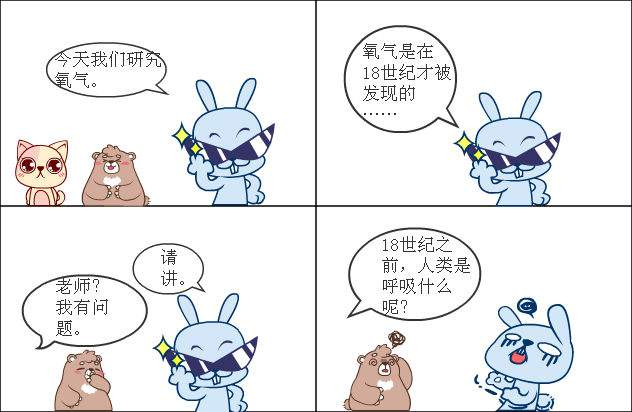 今天我们研究
氧气。
氧气是在
18世纪才被
发现的
……
请
讲。
老师?
我有问
题。
18世纪之
前，人类是
呼吸什么
呢?